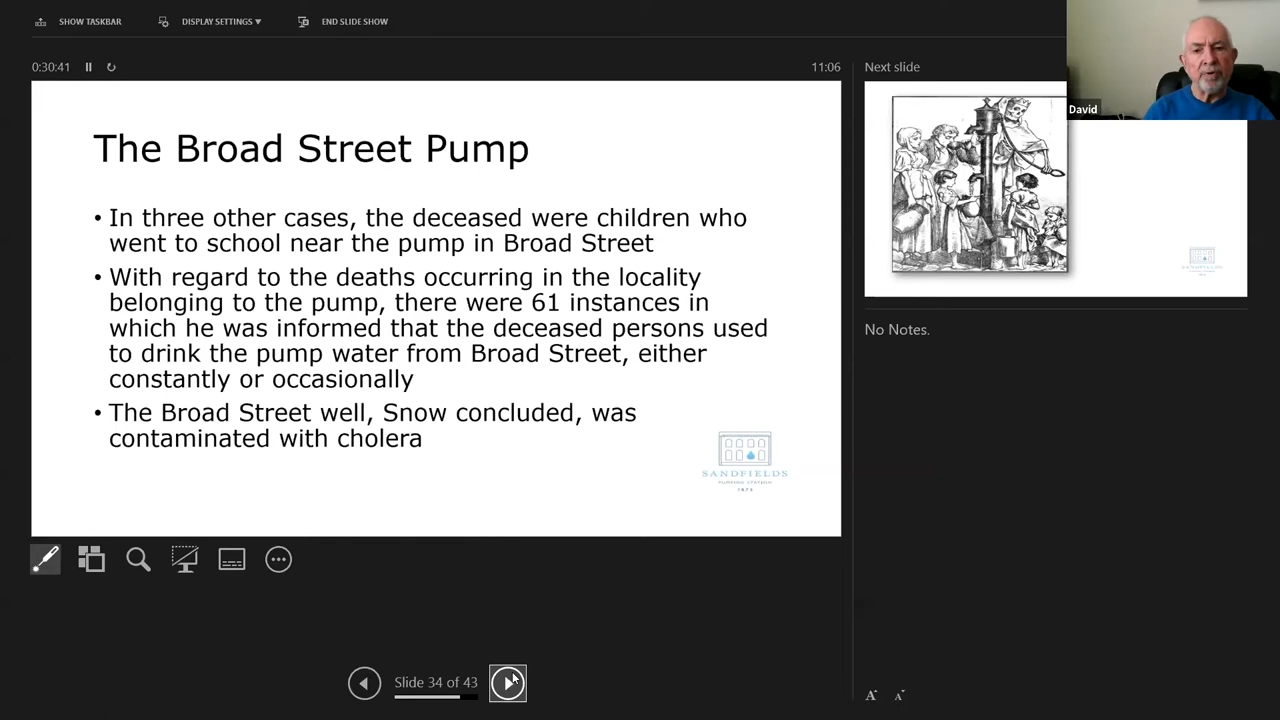 SHOW TASKBAR
DISPLAY SETTINGS
END SLIDE SHOW
0:30:41
11:06
Next slide
David
The Broad Street Pump
• In three other cases, the deceased were children who
went to school near the pump in Broad Street
• With regard to the deaths occurring in the locality
belonging to the pump, there were 61 instances in
which he was informed that the deceased persons used
to drink the pump water from Broad Street, either
constantly or occasionally
• The Broad Street well, Snow concluded, was
contaminated with cholera
SANDFIELDS
PUMPING STATION
1873
No Notes.
Slide 34 of 43
A A